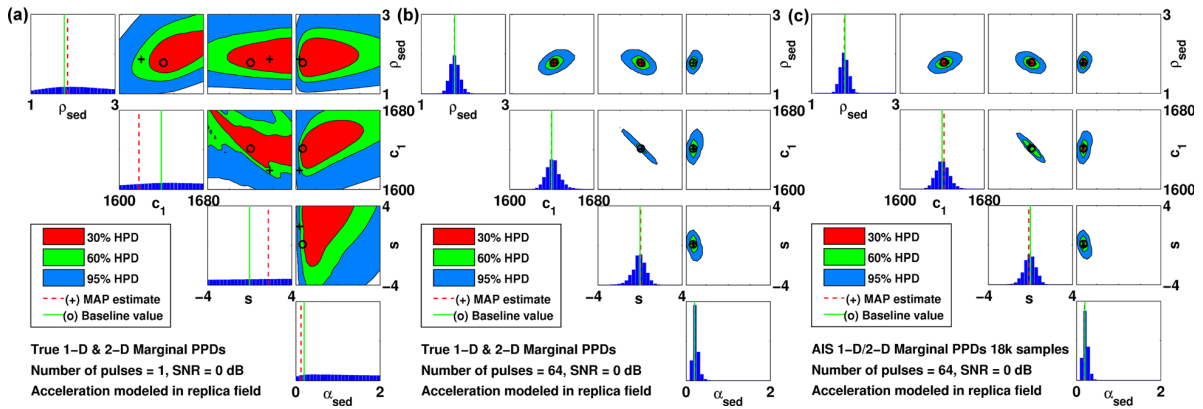 (a)
3
ρsed
1
1
3
ρsed
1680
c1
1600
1600
1680
c1
4
s
−4
−4
4
s
30% HPD
60% HPD
95% HPD
(+) MAP estimate
(o) Baseline value
0
2
αsed
True 1−D & 2−D Marginal PPDs
Number of pulses = 1, SNR = 0 dB
Acceleration modeled in replica field
(b)
3
ρsed
1
1
3
ρsed
1680
c1
1600
1600
1680
c1
4
s
−4
−4
4
s
30% HPD
60% HPD
95% HPD
(+) MAP estimate
(o) Baseline value
0
2
αsed
True 1−D & 2−D Marginal PPDs
Number of pulses = 64, SNR = 0 dB
Acceleration modeled in replica field
(c)
3
ρsed
1
1
3
ρsed
1680
c1
1600
1600
1680
c1
4
s
−4
−4
4
s
30% HPD
60% HPD
95% HPD
(+) MAP estimate
(o) Baseline value
0
2
αsed
AIS 1−D/2−D Marginal PPDs 18k samples
Number of pulses = 64, SNR = 0 dB
Acceleration modeled in replica field